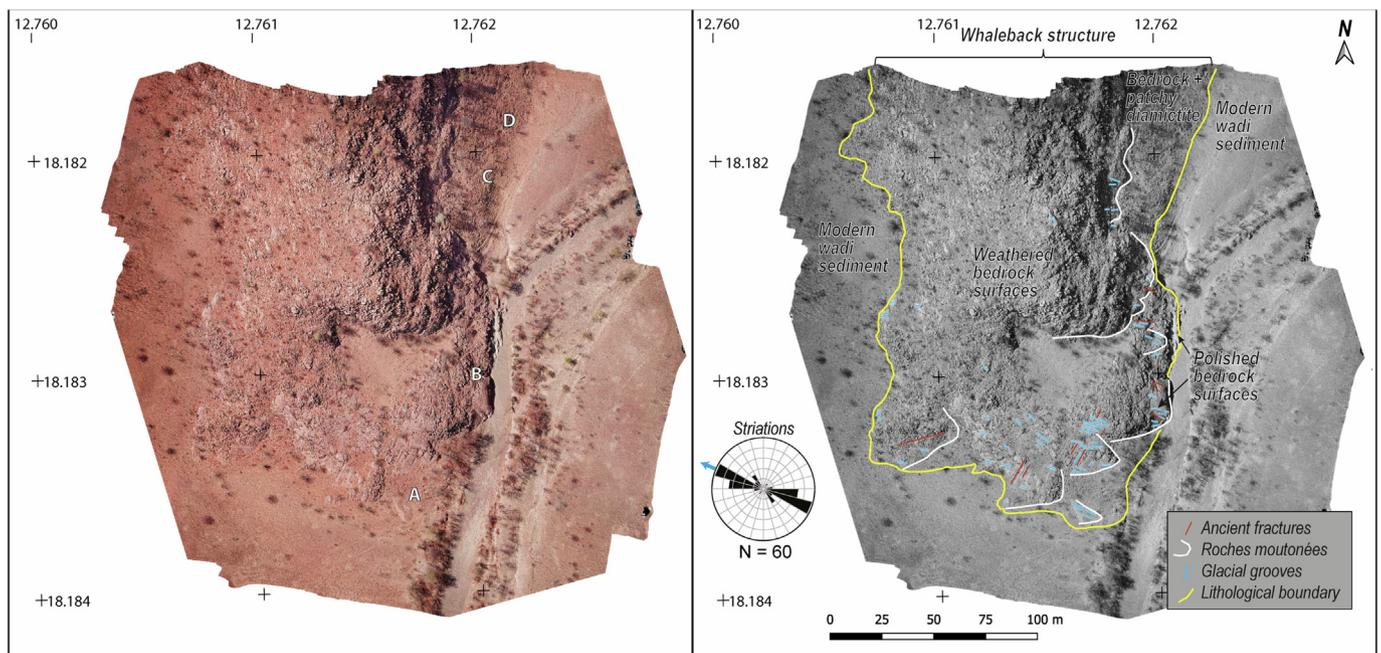 12.760
12.761
12.762
+18.182
+18.183
+18.184
D
C
B
A
12.760
12.761
12.762
Whaleback structure
N
Bedrock +
patchy
diamictite
Modern
wadi
sediment
+18.182
Modern
wadi
sediment
Weathered
bedrock
surfaces
+18.183
Polished
bedrock
surfaces
Striations
N = 60
Ancient fractures
Roches moutonées
Glacial grooves
Lithological boundary
+18.184
0 25 50 75 100 m